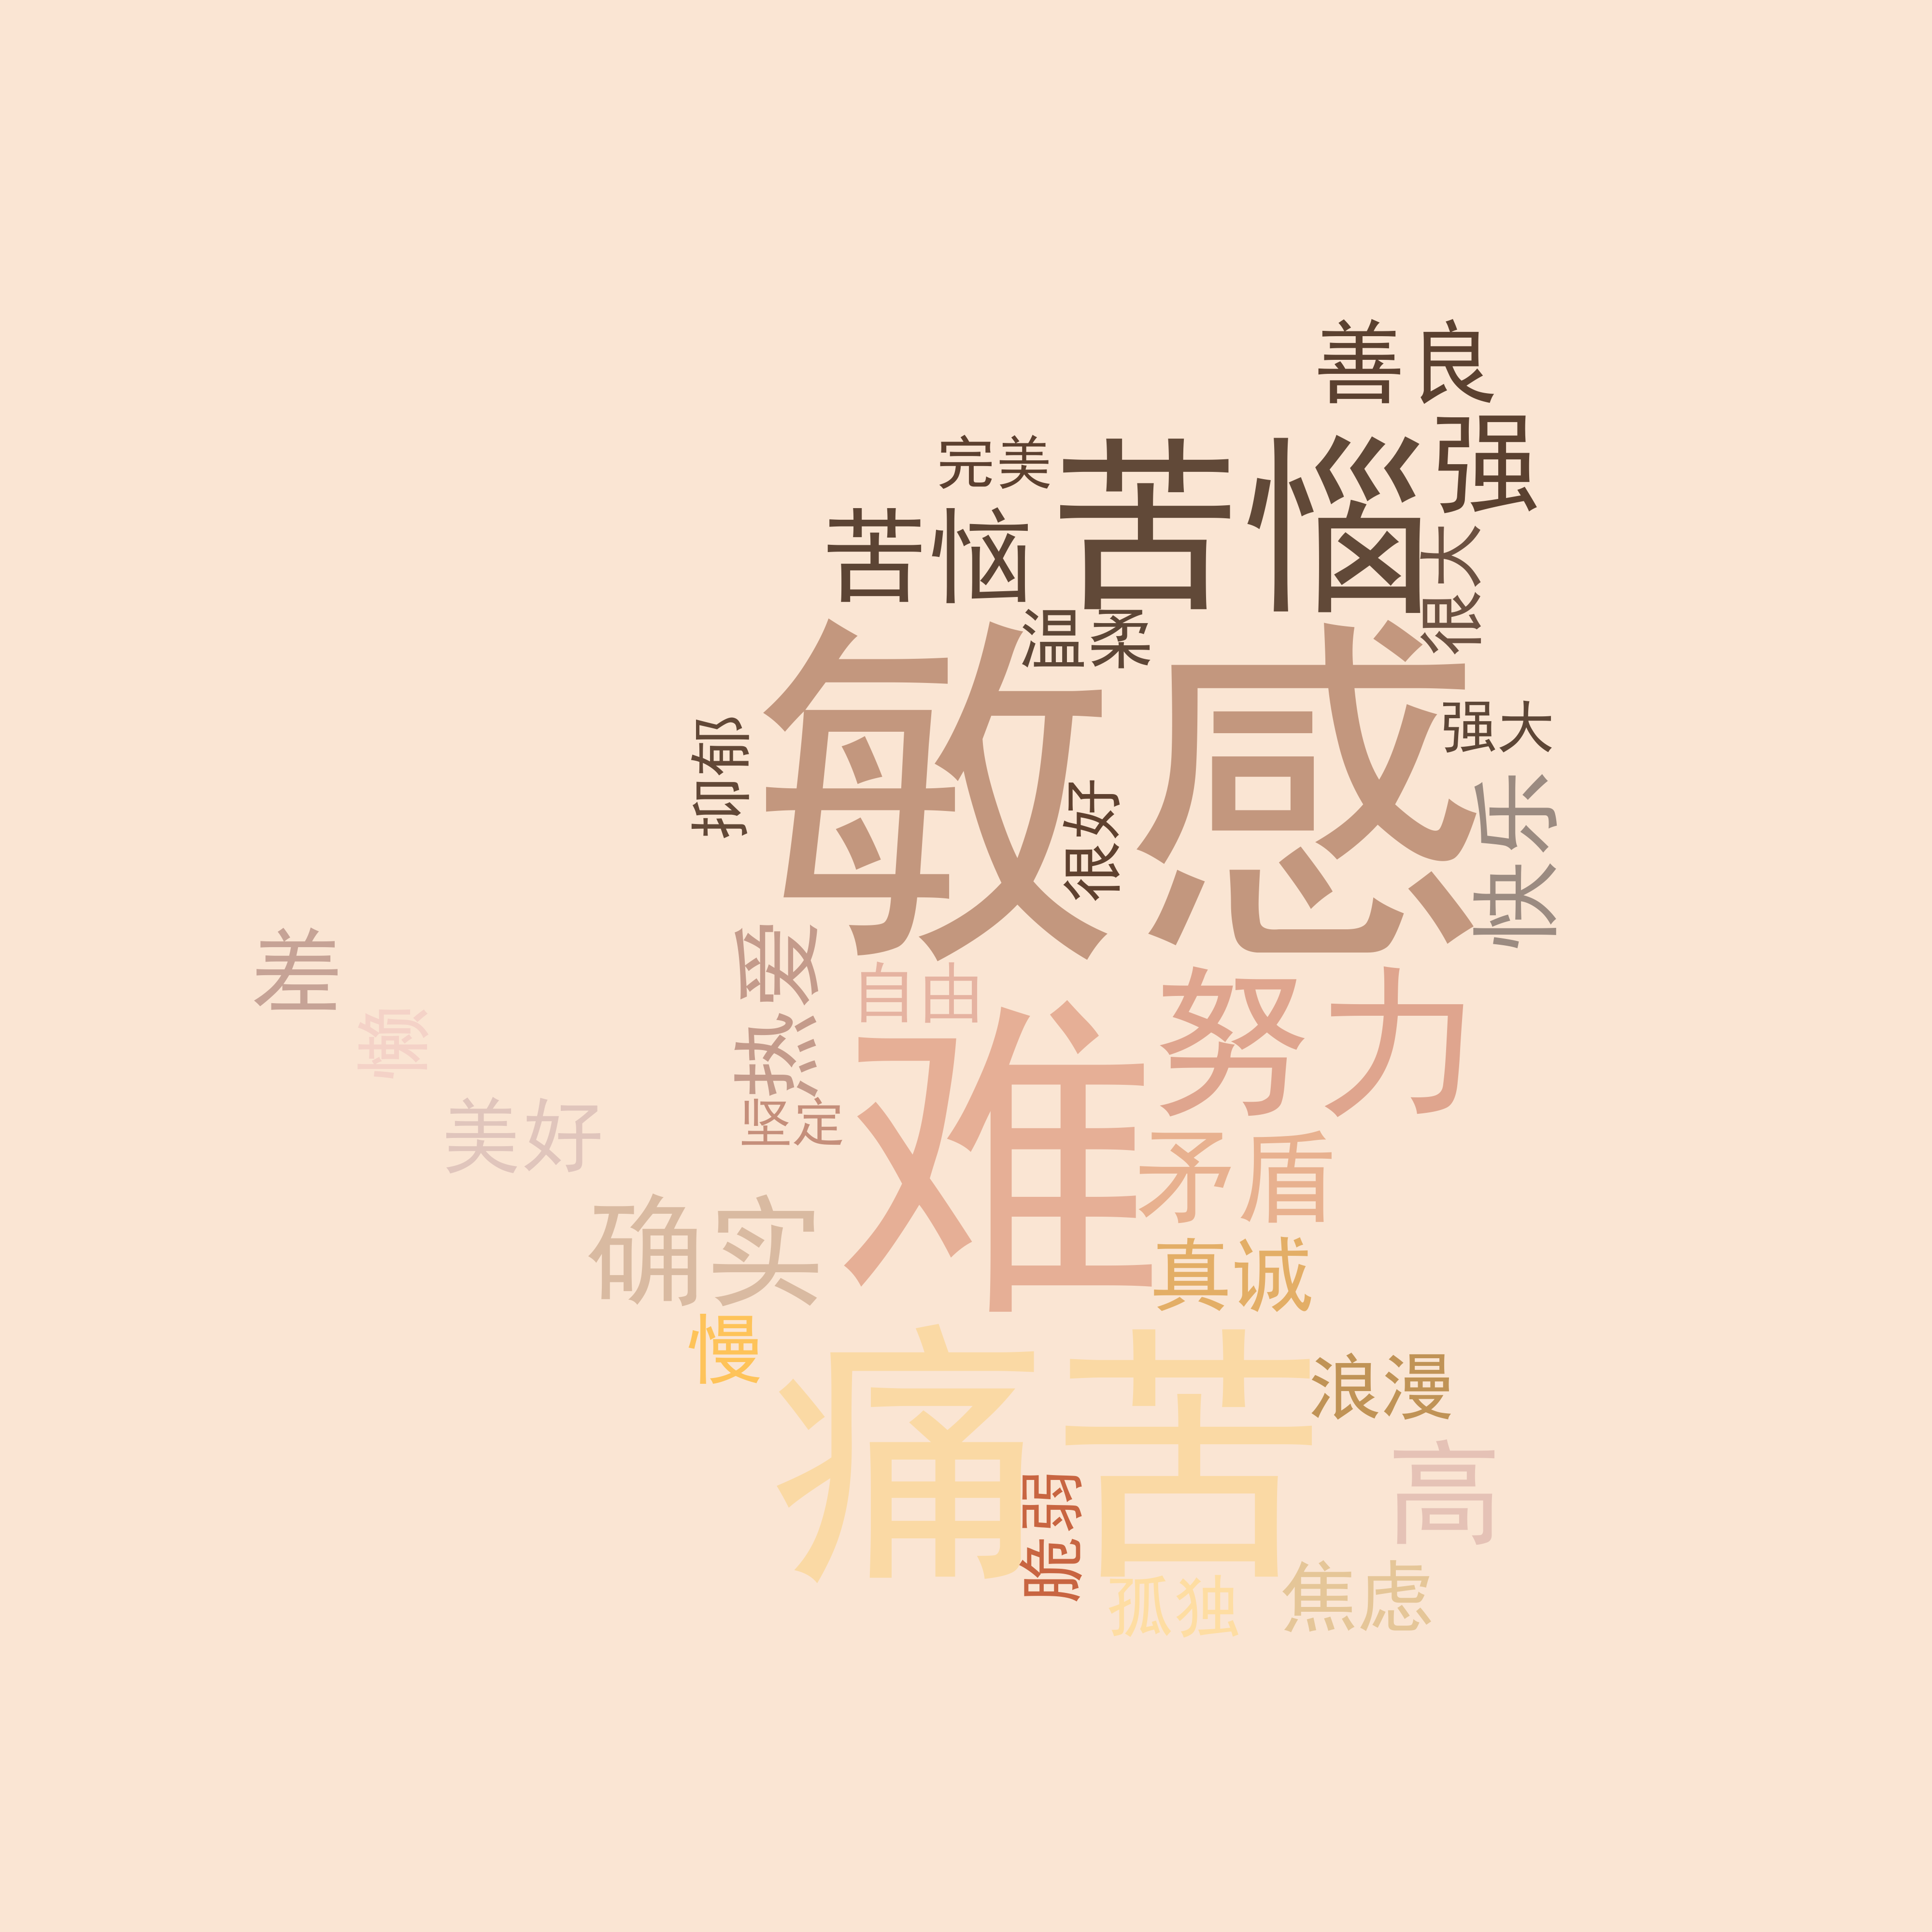 善良
强
完美
苦惱
苦恼
很大
温柔
敏感
强大
抑郁
很好
快乐
差
热爱
自由
努力
懒
难
美好
坚定
矛盾
确实
真诚
慢
痛苦
浪漫
高
脆弱
孤独
焦虑